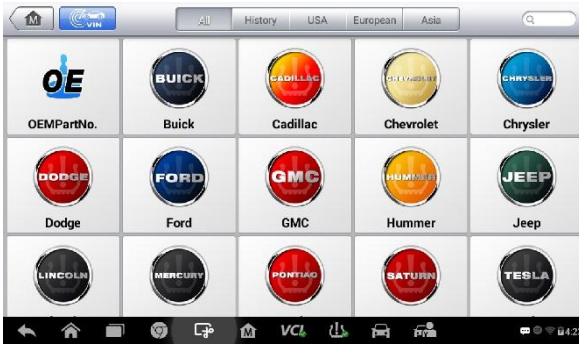 M VIN All History USA European Asia
OE BUICK CADILLAC CHEVROLET CHRYSLER
OEMPartNo. Buick Cadillac Chevrolet Chrysler
DODGE FORD GMC HUMMER JEEP
Dodge Ford GMC Hummer Jeep
LINCOLN MERCURY PONTIAC SATURN TESLA
M VCI